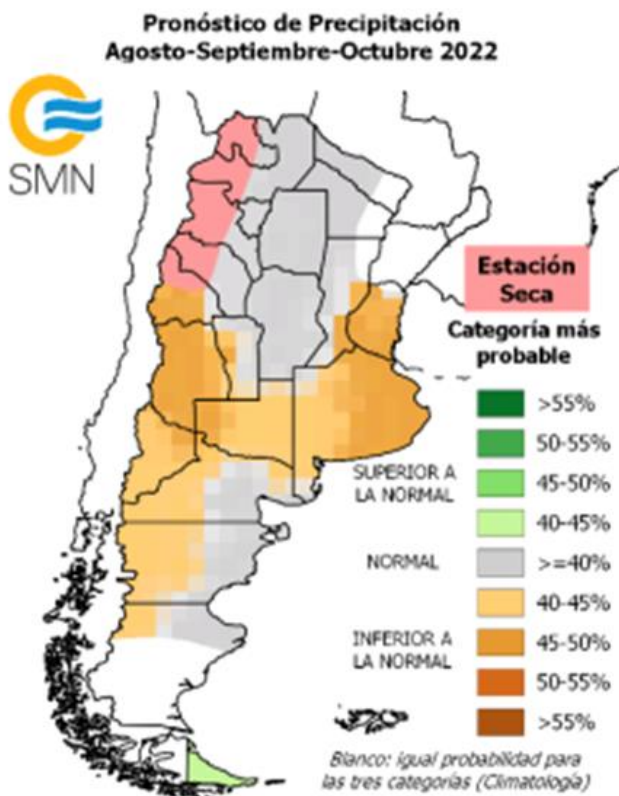 Pronóstico de Precipitación
Agosto-Septiembre-Octubre 2022
SMN
Estación
Seca
Categoría más
probable
>55%
50-55%
SUPERIOR A
LA NORMAL
45-50%
40-45%
NORMAL
>=40%
40-45%
INFERIOR A
LA NORMAL
45-50%
50-55%
>55%
Blanco: igual probabilidad para
las tres categorías (Climatología)